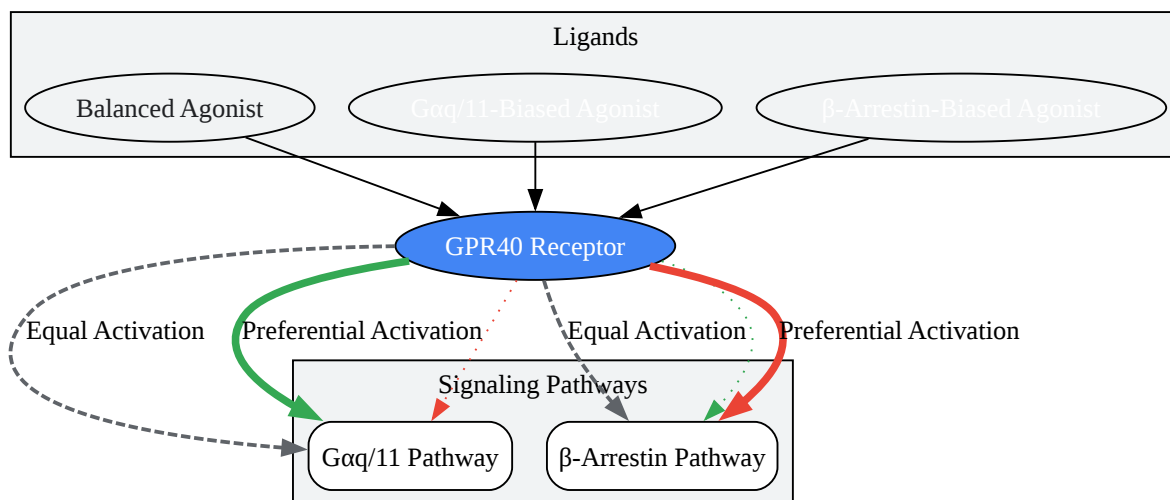 Ligands
Balanced Agonist
Gαq/11-Biased Agonist
β-Arrestin-Biased Agonist
GPR40 Receptor
Equal Activation
Preferential Activation
Equal Activation
Preferential Activation
Signaling Pathways
Gαq/11 Pathway
β-Arrestin Pathway